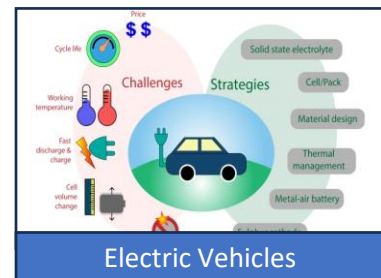 Price
$ $
Cycle life
Challenges
Strategies
Solid state electrolyte
Cell/Pack
Working
temperature
Material design
Fast
discharge &
charge
Thermal
management
Cell
volume
change
Metal-air battery
Electric Vehicles